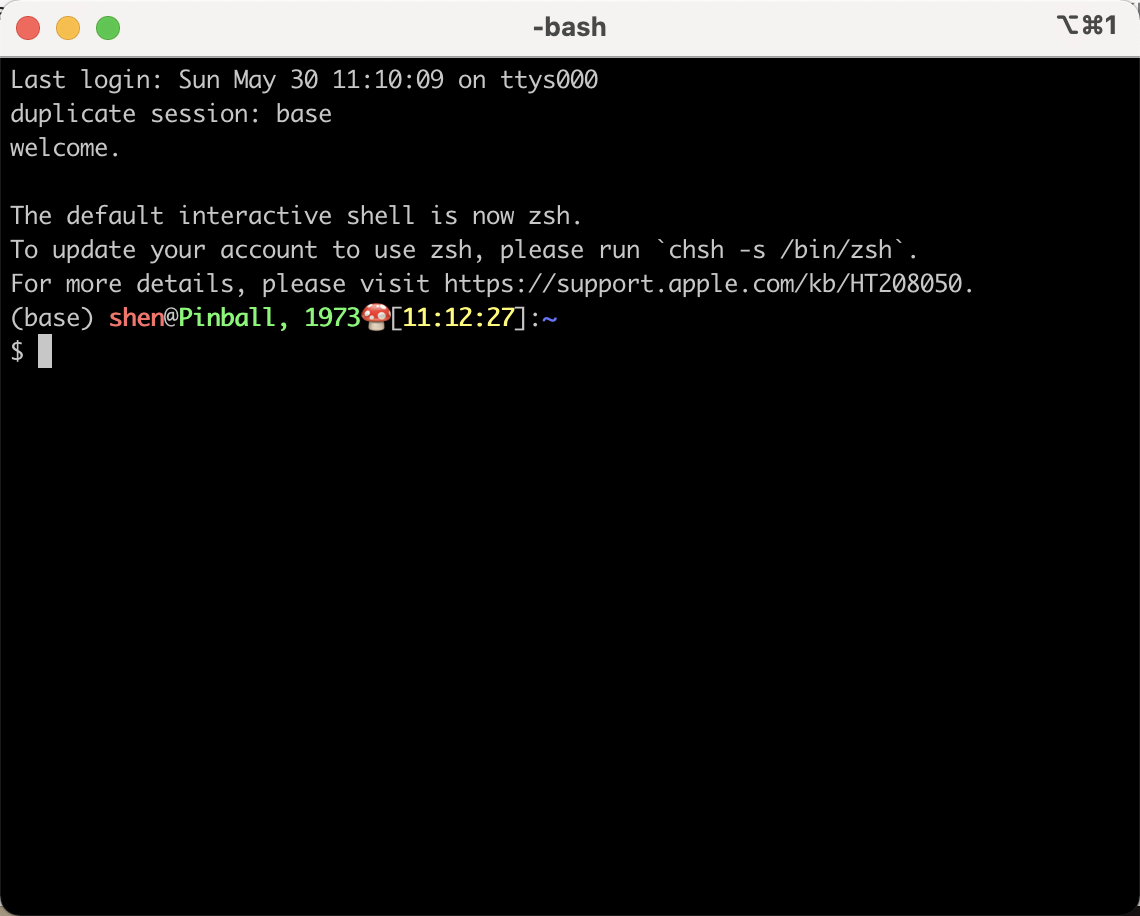 -bash
⌥⌘1
Last login: Sun May 30 11:10:09 on ttys000
duplicate session: base
welcome.
The default interactive shell is now zsh.
To update your account to use zsh, please run `chsh -s /bin/zsh`.
For more details, please visit https://support.apple.com/kb/HT208050.
(base) shen@Pinball, 1973🍄[11:12:27]:~
$